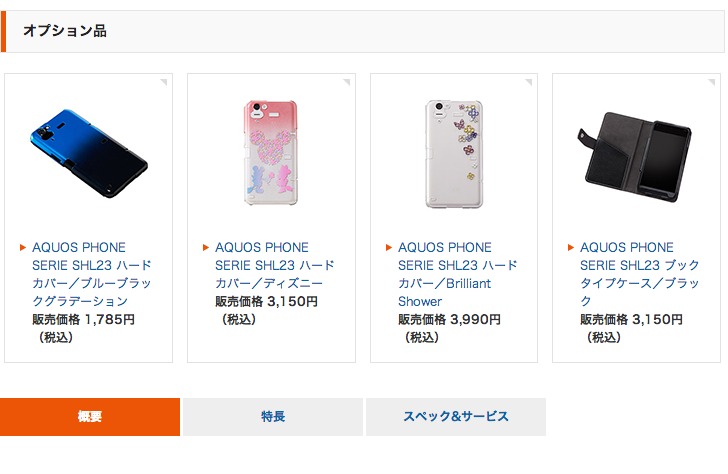 オプション品
AQUOS PHONE
SERIE SHL23 ハード
カバー／ブルーブラッ
クグラデーション
販売価格 1,785円
（税込）
AQUOS PHONE
SERIE SHL23 ハード
カバー／ディズニー
販売価格 3,150円
（税込）
AQUOS PHONE
SERIE SHL23 ハード
カバー／Brilliant
Shower
販売価格 3,990円
（税込）
AQUOS PHONE
SERIE SHL23 ブック
タイプケース／ブラッ
ク
販売価格 3,150円
（税込）
概要
特長
スペック&サービス